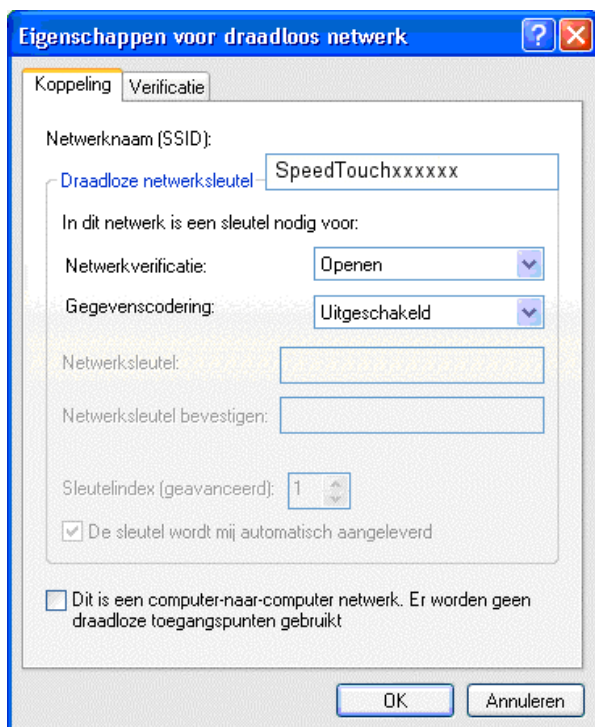 Eigenschappen voor draadloos netwerk
Koppeling
Verificatie
Netwerknaam (SSID):
SpeedTouchxxxxxx
Draadloze netwerksleutel
In dit netwerk is een sleutel nodig voor:
Netwerkverificatie:
Openen
Gegevenscodering:
Uitgeschakeld
Netwerksleutel:
Netwerksleutel bevestigen:
Sleutelindex (geavanceerd):
1
De sleutel wordt mij automatisch aangeleverd
Dit is een computer-naar-computer netwerk. Er worden geen
draadloze toegangspunten gebruikt
OK
Annuleren